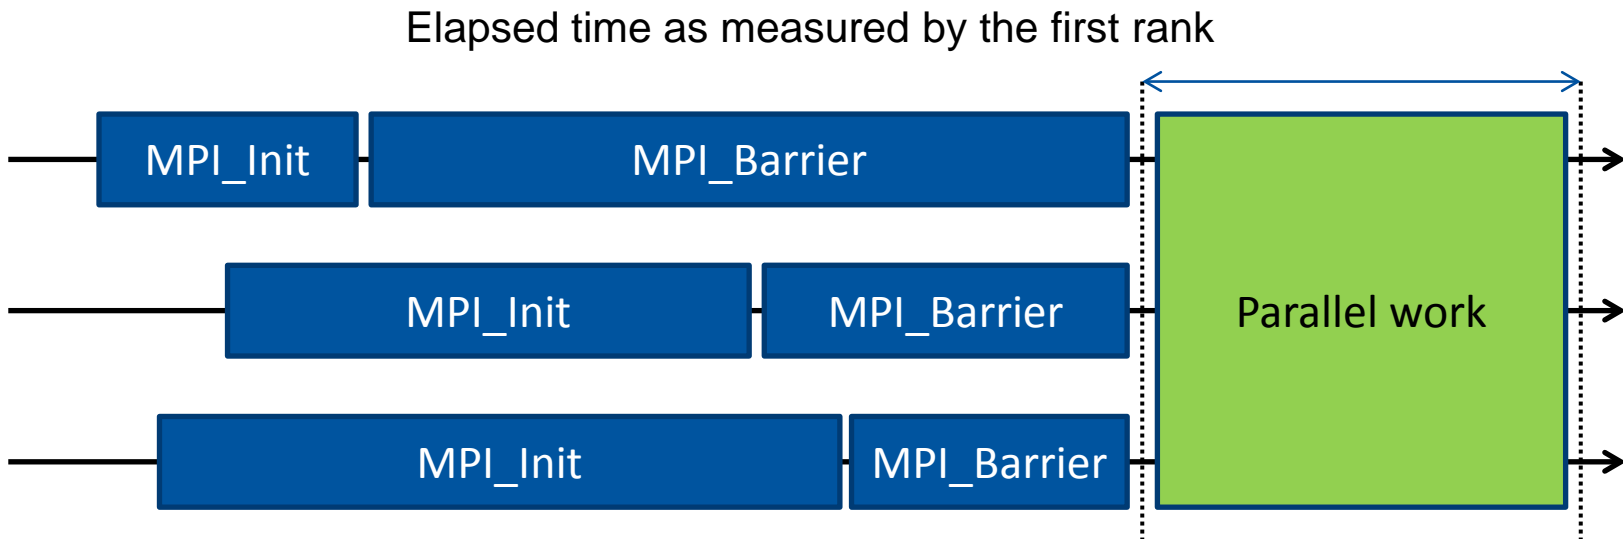 Elapsed time as measured by the first rank
MPI_Init
MPI_Barrier
MPI_Init
MPI_Barrier
Parallel work
MPI_Init
MPI_Barrier